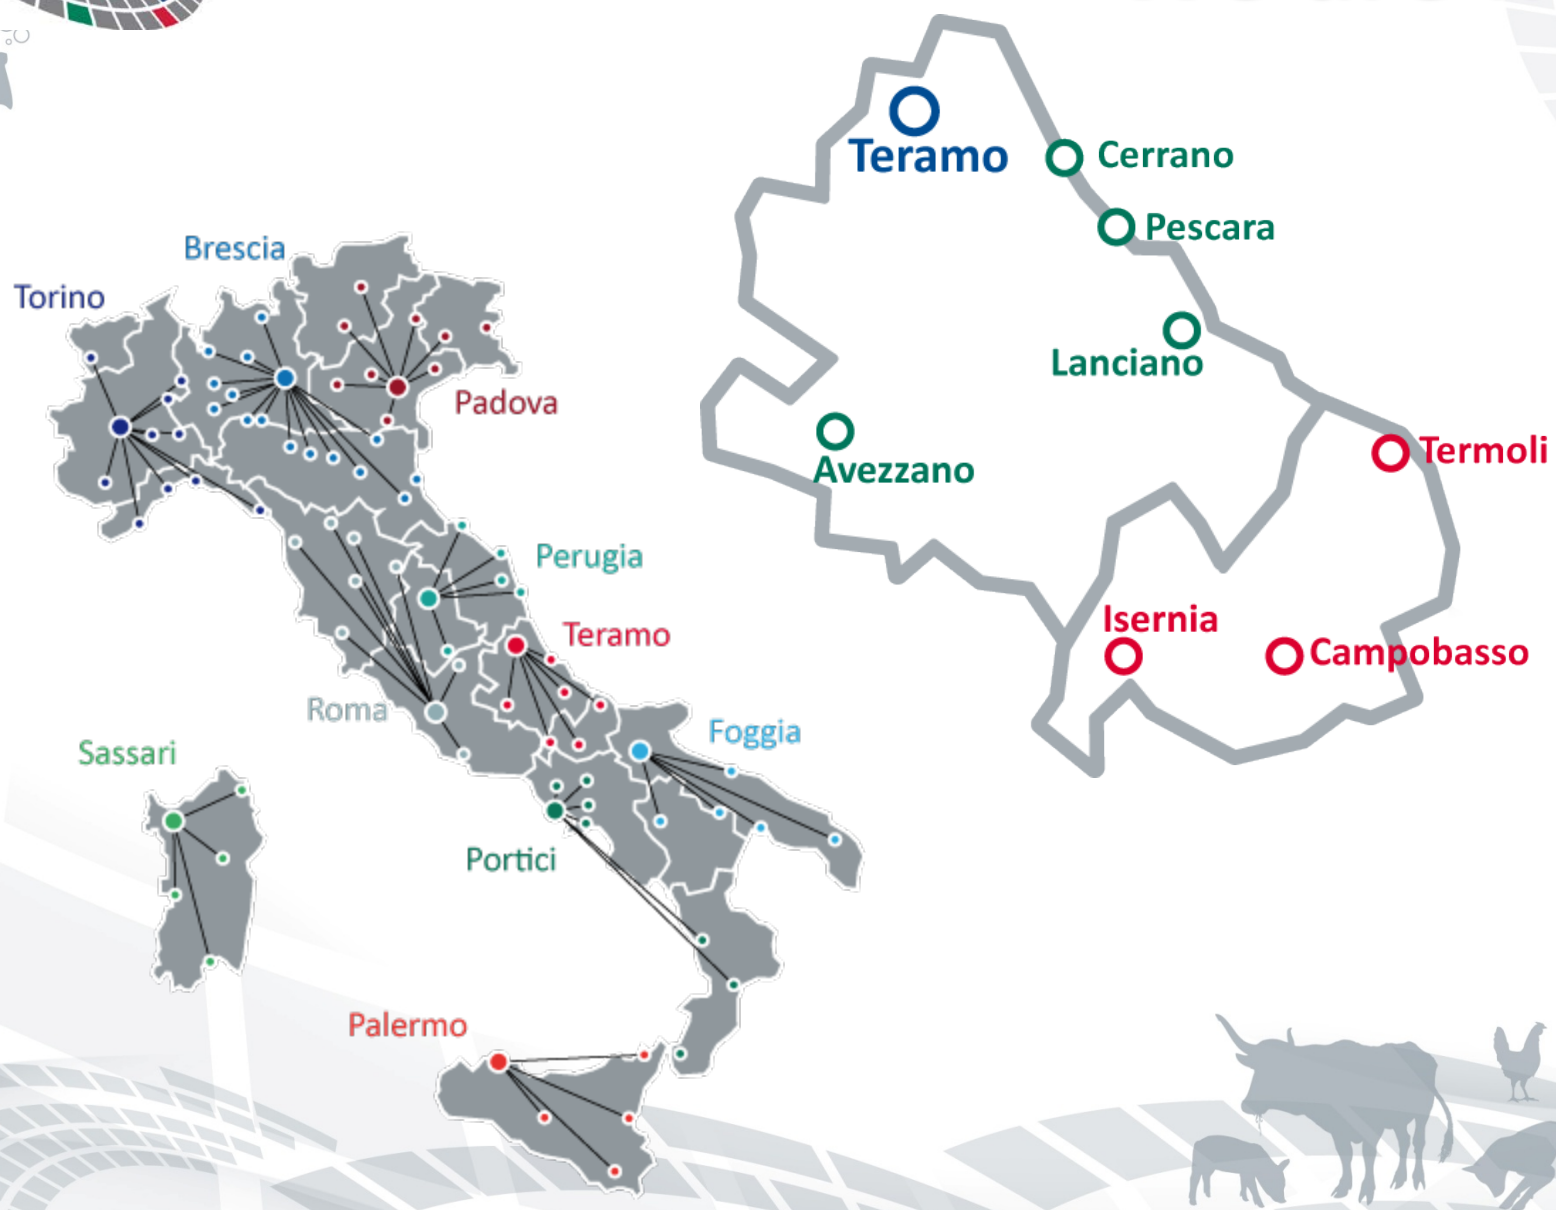 Brescia
Torino
Padova
Perugia
Teramo
Roma
Foggia
Sassari
Portici
Palermo
Teramo
Cerrano
Pescara
Lanciano
Avezzano
Termoli
Isernia
Campobasso